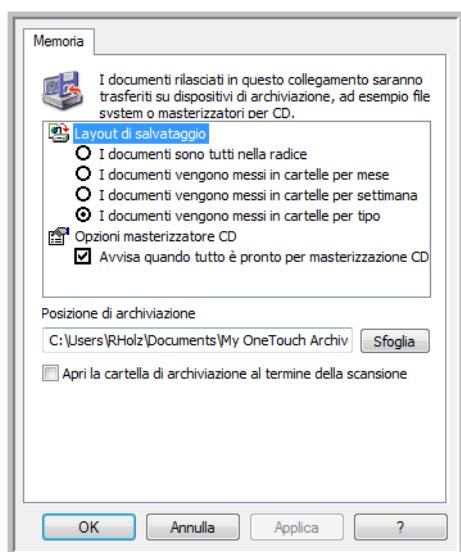 Memoria
I documenti rilasciati in questo collegamento saranno
trasferiti su dispositivi di archiviazione, ad esempio file
system o masterizzatori per CD.
Layout di salvataggio
I documenti sono tutti nella radice
I documenti vengono messi in cartelle per mese
I documenti vengono messi in cartelle per settimana
I documenti vengono messi in cartelle per tipo
Opzioni masterizzatore CD
Avvisa quando tutto è pronto per masterizzazione CD
Posizione di archiviazione
C:\Users\RHolz\Documents\My OneTouch Archiv
Sfoglia
Apri la cartella di archiviazione al termine della scansione
OK
Annulla
Applica
?